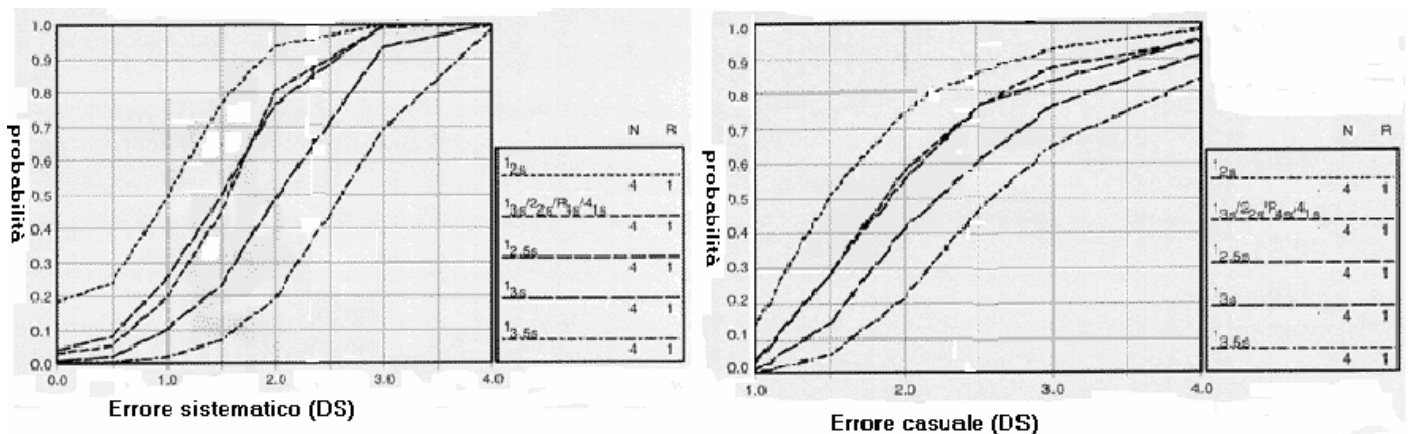 1.0
0.9
0.8
0.7
0.6
0.5
0.4
0.3
0.2
0.1
0.0
probabilità
0.0 1.0 2.0 3.0 4.0
Errore sistematico (DS)
N R
1 2s
4 1
1 3s/2 2s/R 4s/4 1s
4 1
1 2.5s
4 1
1 3s
4 1
1 3.5s
4 1
1.0
0.9
0.8
0.7
0.6
0.5
0.4
0.3
0.2
0.1
0.0
probabilità
1.0 2.0 3.0 4.0
Errore casuale (DS)
N R
1 2s
4 1
1 3s/2 2s/R 4s/4 1s
4 1
1 2.5s
4 1
1 3s
4 1
1 3.5s
4 1